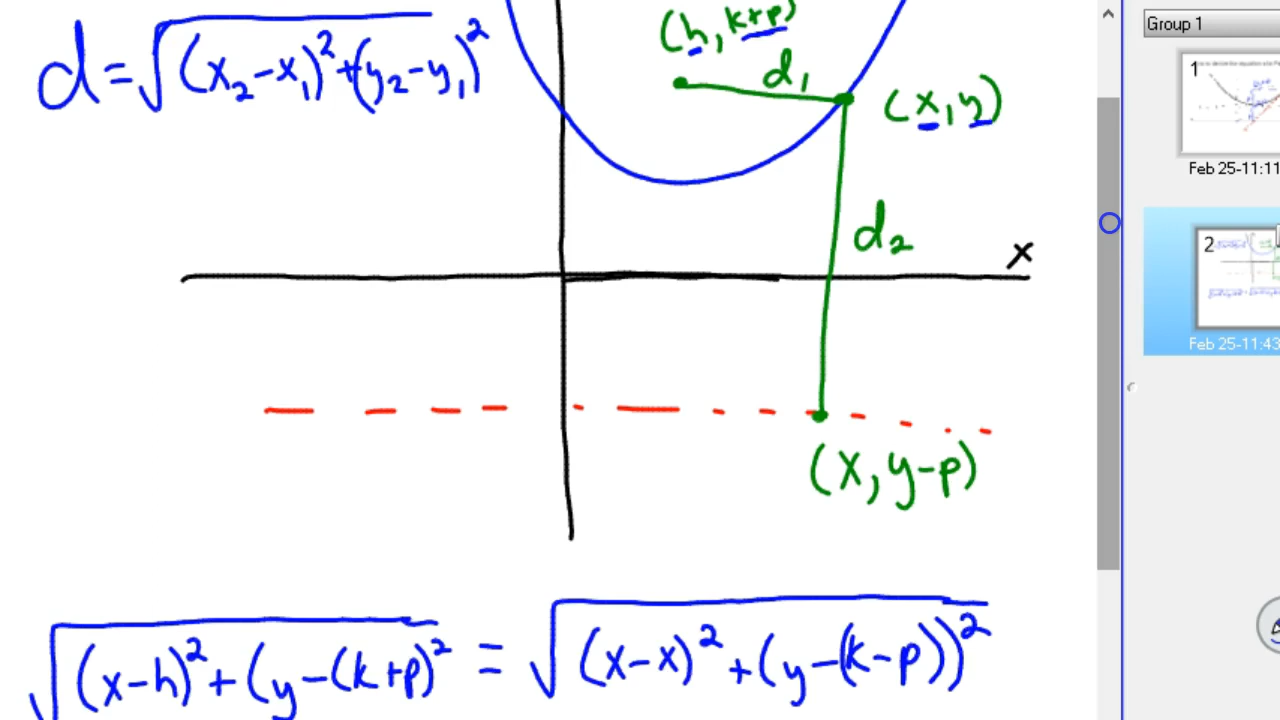 (h, k+p)
d = √(x₂-x₁)²+(y₂-y₁)²
d₁
(x, y)
d₂
x
(x, y-p)
√(x-h)²+(y-(k+p)² = √(x-x)²+(y-(k-p))²
Group 1
1
Feb 25-11:11
2
Feb 25-11:43